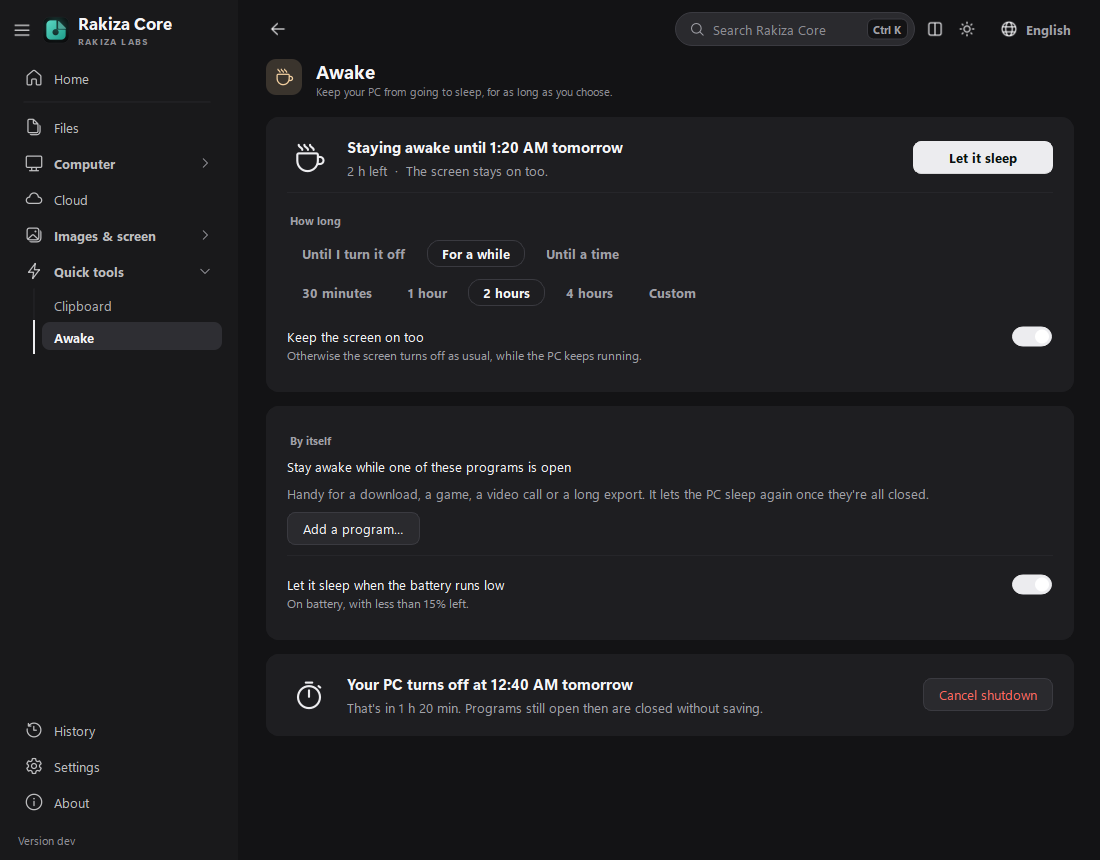 Rakiza Core
RAKIZA LABS
Home
Files
Computer
Cloud
Images & screen
Quick tools
Clipboard
Awake
History
Settings
About
Version dev
Search Rakiza Core
Ctrl K
English
Awake
Keep your PC from going to sleep, for as long as you choose.
Staying awake until 1:20 AM tomorrow
2 h left · The screen stays on too.
Let it sleep
How long
Until I turn it off For a while Until a time
30 minutes 1 hour 2 hours 4 hours Custom
Keep the screen on too
Otherwise the screen turns off as usual, while the PC keeps running.
By itself
Stay awake while one of these programs is open
Handy for a download, a game, a video call or a long export. It lets the PC sleep again once they're all closed.
Add a program...
Let it sleep when the battery runs low
On battery, with less than 15% left.
Your PC turns off at 12:40 AM tomorrow
That's in 1 h 20 min. Programs still open then are closed without saving.
Cancel shutdown